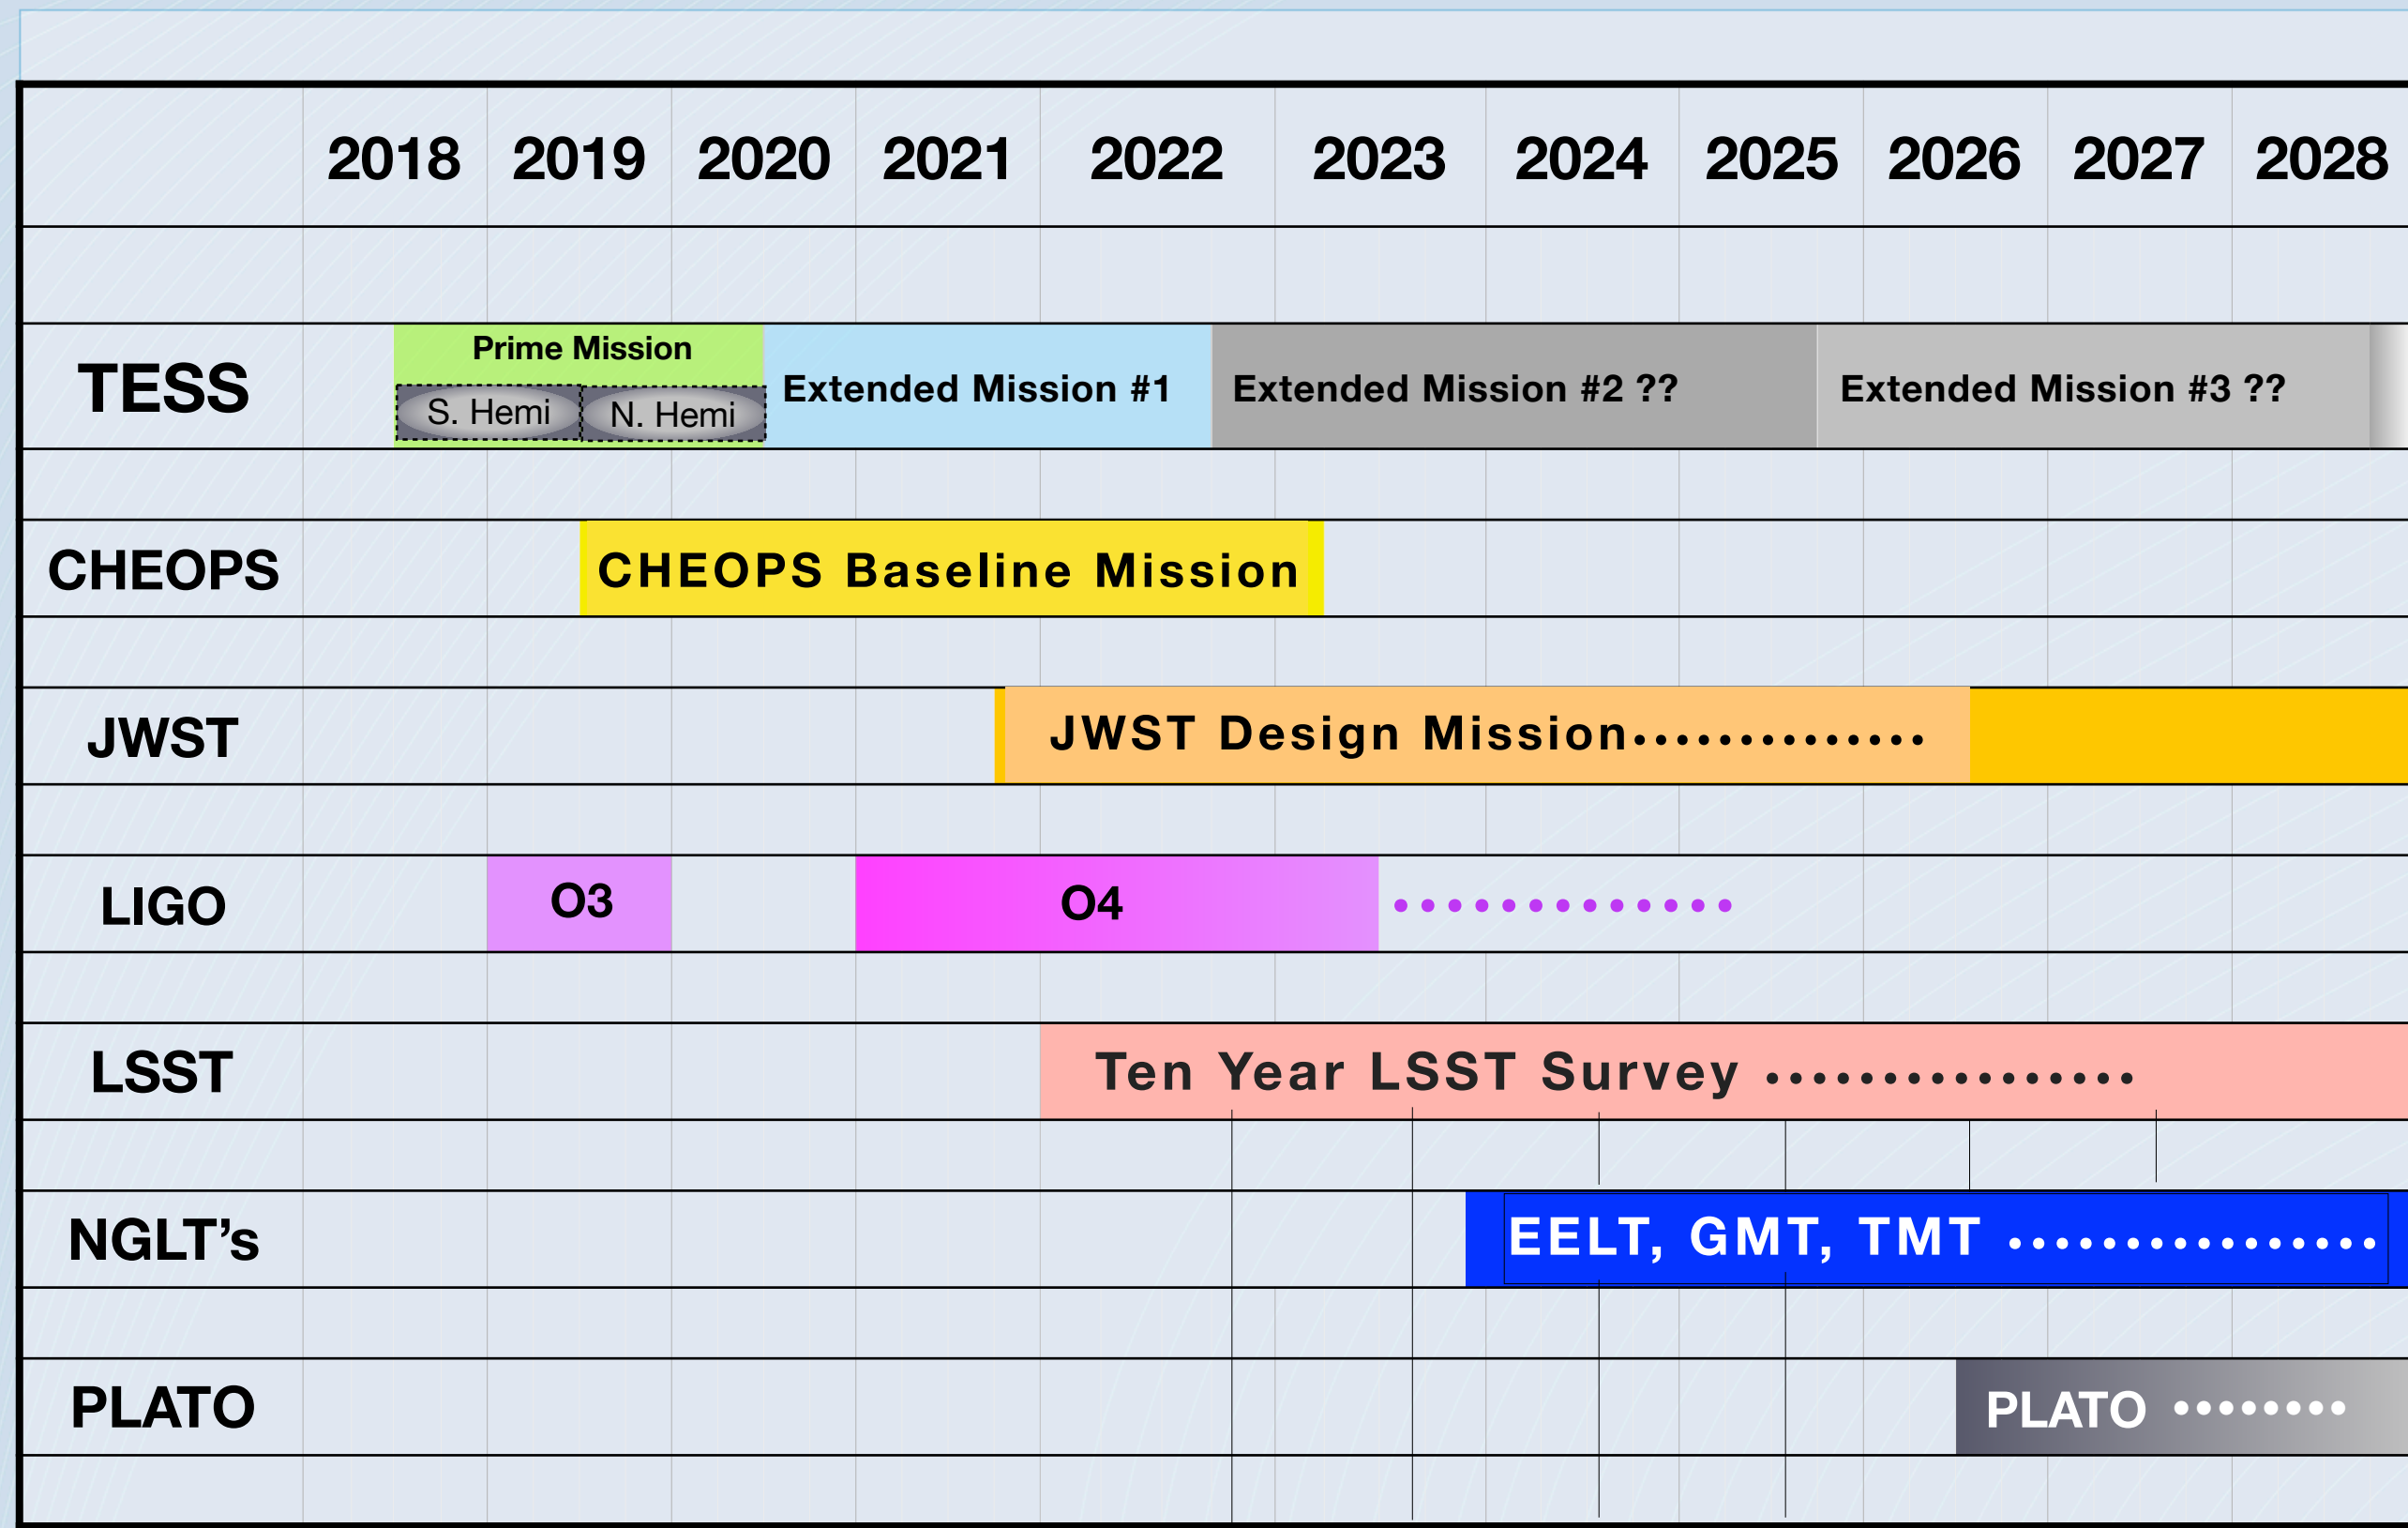 2018 2019 2020 2021 2022 2023 2024 2025 2026 2027 2028
TESS
Prime Mission
S. Hemi
N. Hemi
Extended Mission #1
Extended Mission #2 ??
Extended Mission #3 ??
CHEOPS
CHEOPS Baseline Mission
JWST
JWST Design Mission..............
LIGO
O3
O4
.............
LSST
Ten Year LSST Survey ................
NGLT’s
EELT, GMT, TMT ................
PLATO
PLATO ........